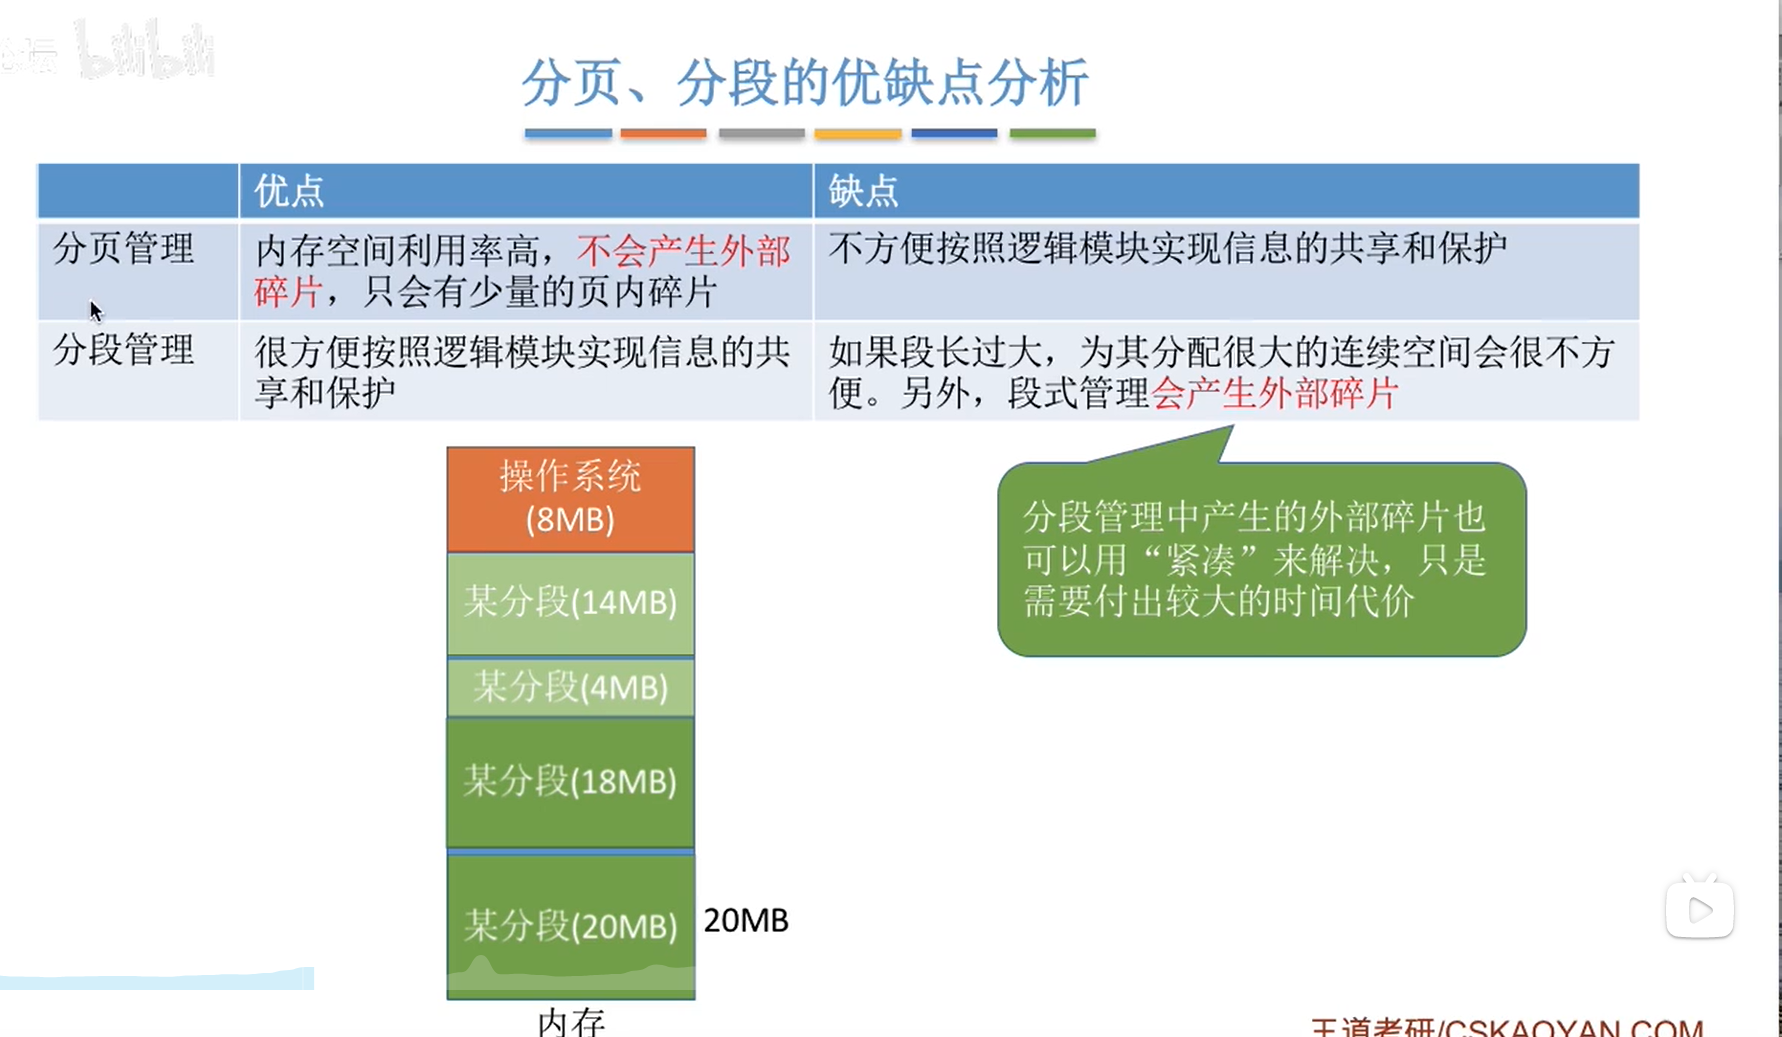 bilibili
分页、分段的优缺点分析
优点
缺点
分页管理
内存空间利用率高，不会产生外部
碎片，只会有少量的页内碎片
不方便按照逻辑模块实现信息的共享和保护
分段管理
很方便按照逻辑模块实现信息的共
享和保护
如果段长过大，为其分配很大的连续空间会很不方
便。另外，段式管理会产生外部碎片
操作系统
(8MB)
某分段(14MB)
某分段(4MB)
某分段(18MB)
某分段(20MB)
20MB
内存
分段管理中产生的外部碎片也
可以用“紧凑”来解决，只是
需要付出较大的时间代价
王道考研/CSKAOYAN.COM